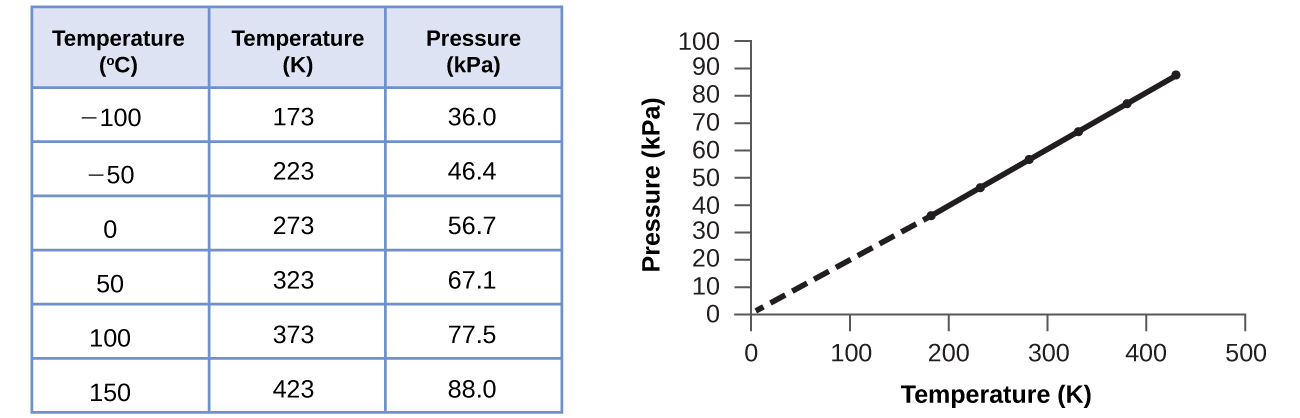 Temperature (ºC) Temperature (K) Pressure (kPa)
−100 173 36.0
−50 223 46.4
0 273 56.7
50 323 67.1
100 373 77.5
150 423 88.0
Pressure (kPa)
100
90
80
70
60
50
40
30
20
10
0
0 100 200 300 400 500
Temperature (K)